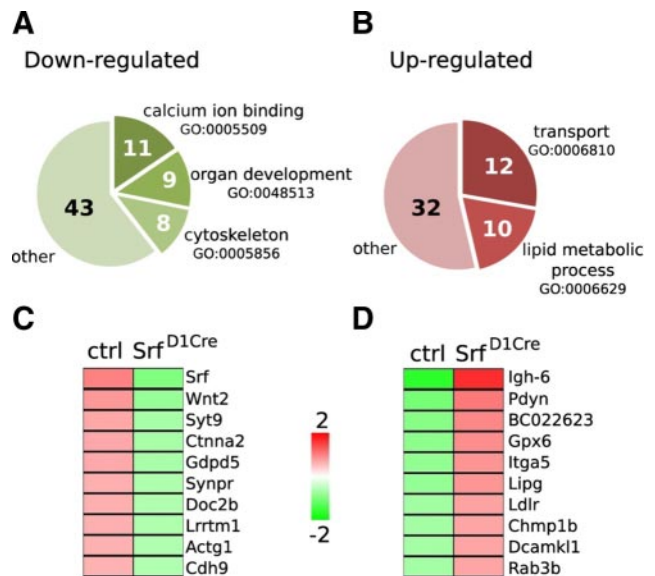 A
Down-regulated
calcium ion binding
GO:0005509
11
9
organ development
GO:0048513
8
43
cytoskeleton
GO:0005856
other
B
Up-regulated
transport
GO:0006810
12
32
10
other
lipid metabolic
process
GO:0006629
C
ctrl Srf D1Cre
Srf
Wnt2
Syt9
Ctnna2
Gdpd5
Synpr
Doc2b
Lrrtm1
Actg1
Cdh9
2
-2
D
ctrl Srf D1Cre
Igh-6
Pdyn
BC022623
Gpx6
Itga5
Lipg
Ldlr
Chmp1b
Dcamkl1
Rab3b